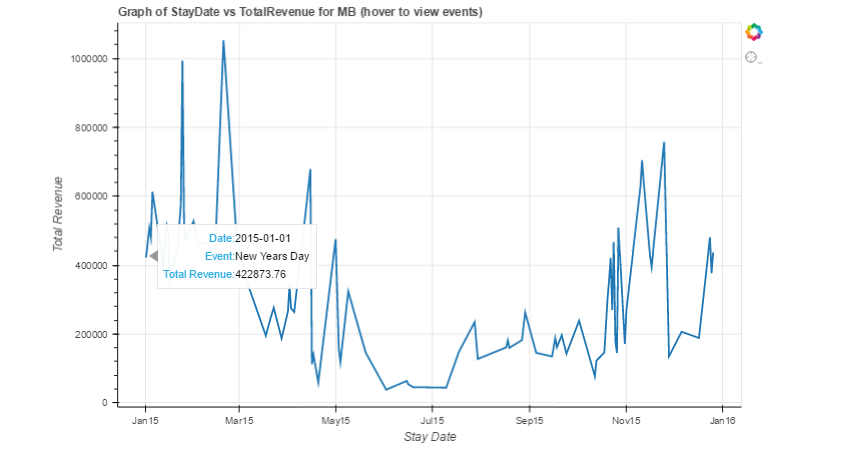 Graph of StayDate vs TotalRevenue for MB (hover to view events)
1000000
800000
600000
400000
200000
0
Total Revenue
Date:2015-01-01
Event:New Years Day
Total Revenue:422873.76
Jan15
Mar15
May15
Jul15
Sep15
Nov15
Jan16
Stay Date